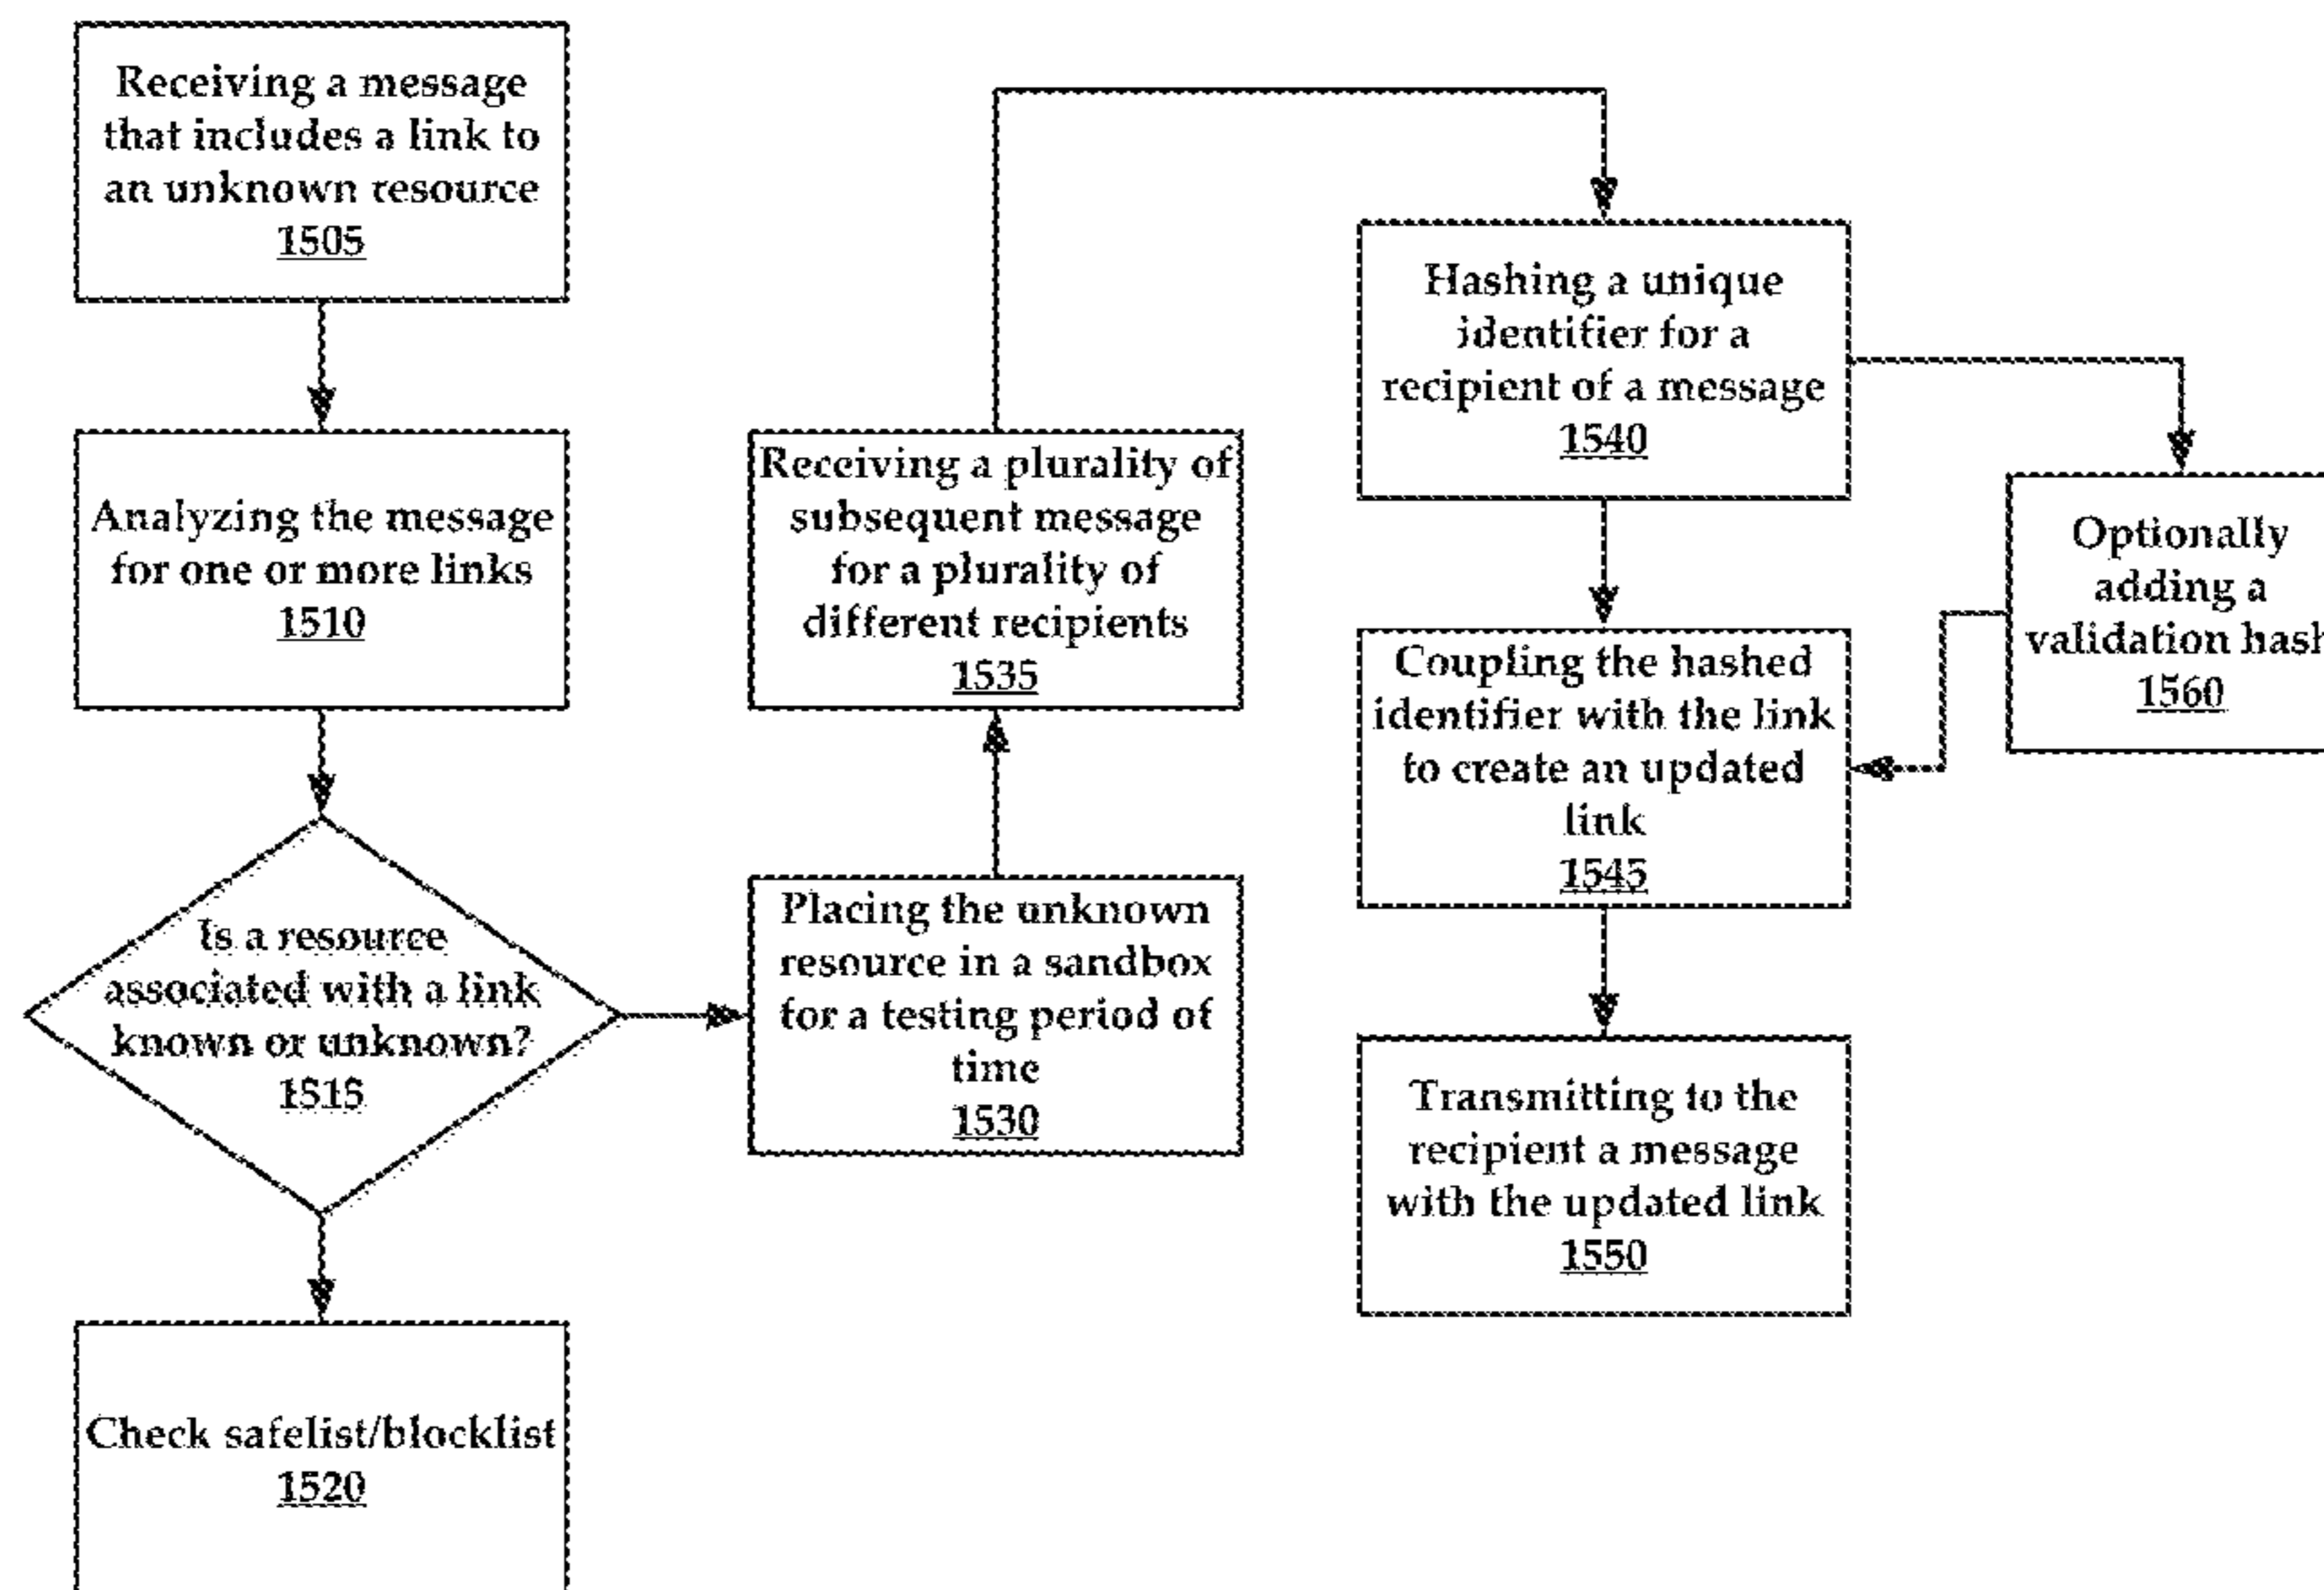 Receiving a message
that includes a link to
an unknown resource
1505
Analyzing the message
for one or more links
1510
Is a resource
associated with a link
known or unknown?
1515
Check safelist/blocklist
1520
Placing the unknown
resource in a sandbox
for a testing period of
time
1530
Receiving a plurality of
subsequent message
for a plurality of
different recipients
1535
Hashing a unique
identifier for a
recipient of a message
1540
Optionally
adding a
validation hash
1560
Coupling the hashed
identifier with the link
to create an updated
link
1545
Transmitting to the
recipient a message
with the updated link
1550